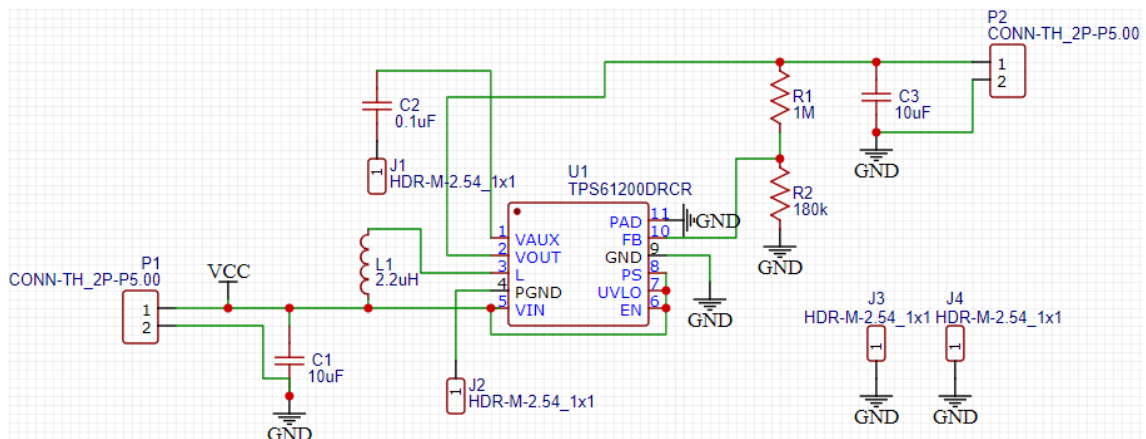 P2
CONN-TH_2P-P5.00
1
2
C2
0.1uF
R1
1M
C3
10uF
GND
1
J1
HDR-M-2.54_1x1
U1
TPS61200DRCR
R2
180k
GND
PAD
11
GND
FB
10
GND
9
PS
8
UVLO
7
EN
6
1
VAUX
2
VOUT
3
L
4
PGND
5
VIN
GND
P1
CONN-TH_2P-P5.00
1
2
VCC
L1
2.2uH
C1
10uF
GND
1
J2
HDR-M-2.54_1x1
J3
HDR-M-2.54_1x1
1
GND
J4
HDR-M-2.54_1x1
1
GND